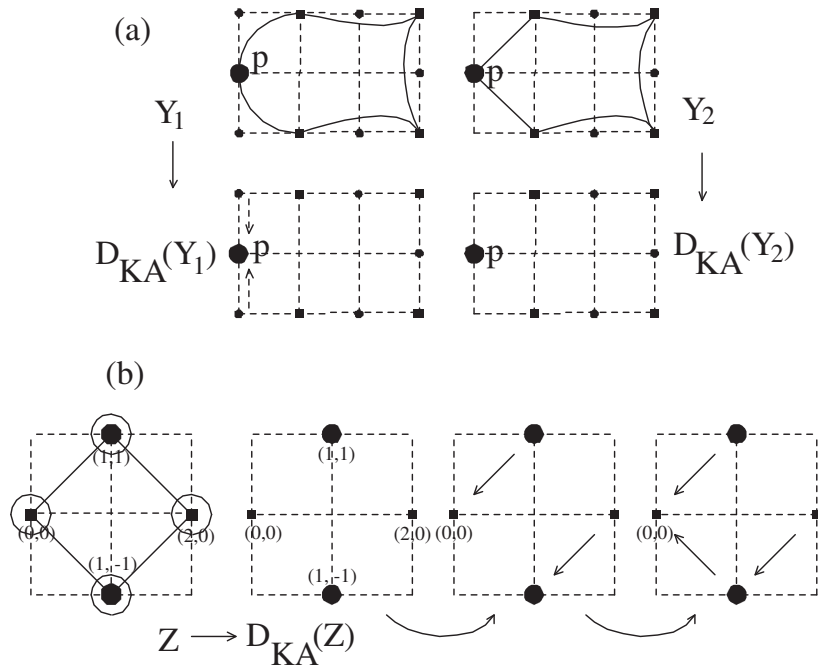 (a)
p p
Y1 Y2
DKA(Y1) p p DKA(Y2)
(b)
(1,1) (1,1)
(0,0) (2,0) (0,0) (2,0) (0,0) (0,0)
(1,-1) (1,-1)
Z DKA(Z)